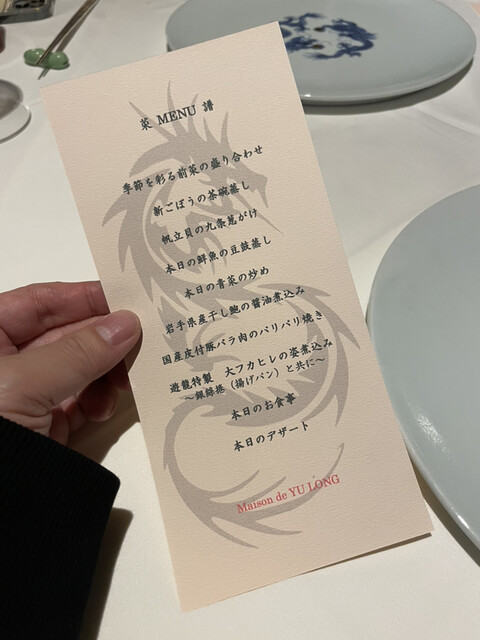 菜 MENU 譜
季節を彩る前菜の盛り合わせ
新ごぼうの茶碗蒸し
帆立貝の九条葱がけ
本日の鮮魚の豆鼓蒸し
本日の青菜の炒め
岩手県産干し鮑の醤油煮込み
国産皮付豚バラ肉のパリパリ焼き
遊龍特製 大フカヒレの姿煮込み
～銀絲捲（揚げパン）と共に～
本日のお食事
本日のデザート
Maison de YU LONG